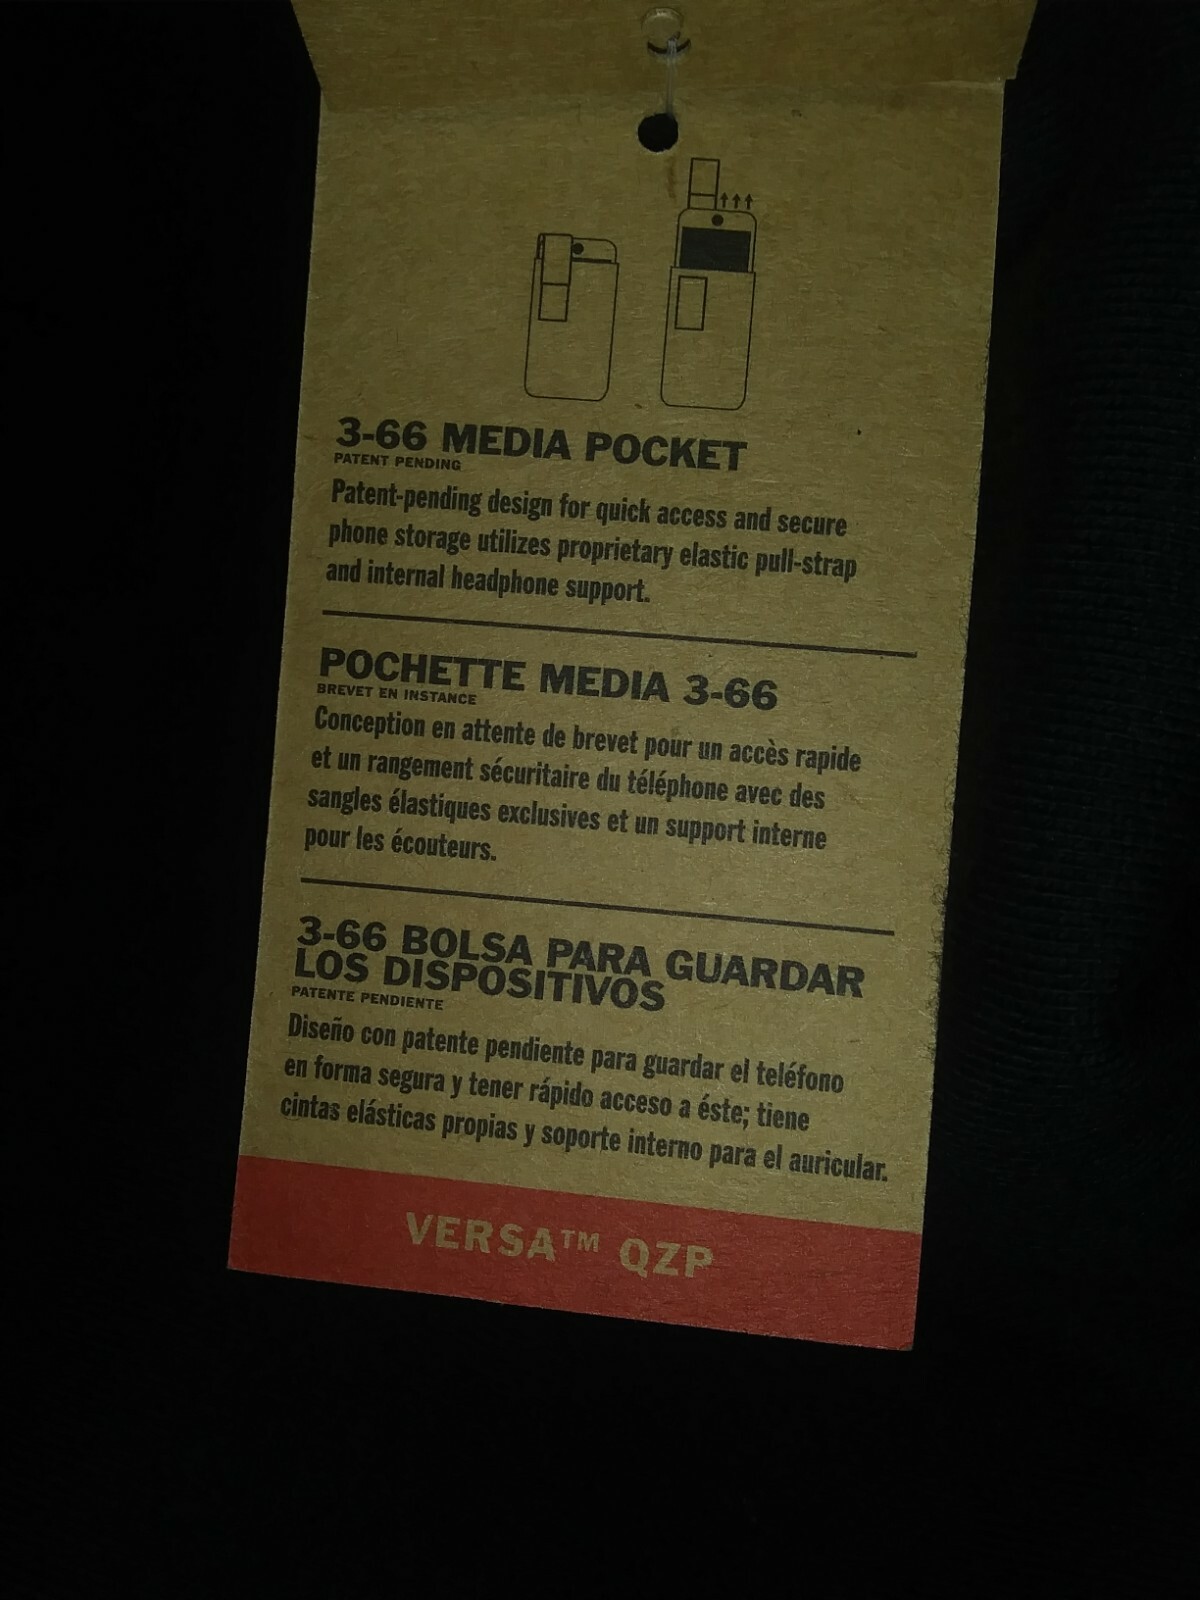 3-66 MEDIA POCKET
PATENT PENDING
Patent-pending design for quick access and secure
phone storage utilizes proprietary elastic pull-strap
and internal headphone support.
POCHETTE MEDIA 3-66
BREVET EN INSTANCE
Conception en attente de brevet pour un accès rapide
et un rangement sécuritaire du téléphone avec des
sangles élastiques exclusives et un support interne
pour les écouteurs.
3-66 BOLSA PARA GUARDAR
LOS DISPOSITIVOS
PATENTE PENDIENTE
Diseño con patente pendiente para guardar el teléfono
en forma segura y tener rápido acceso a éste; tiene
cintas elásticas propias y soporte interno para el auricular.
VERSA™ QZP